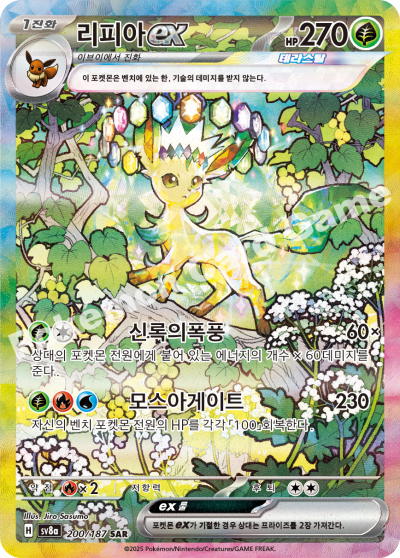 1진화
리피아ex
HP270
이브이에서 진화
테라스탈
이 포켓몬은 벤치에 있는 한, 기술의 데미지를 받지 않는다.
Pokémon Card Game
신록의폭풍 60×
상대의 포켓몬 전원에게 붙어 있는 에너지의 개수 × 60데미지를
준다.
모스아게이트 230
자신의 벤치 포켓몬 전원의 HP를 각각 「100」회복한다.
약점 ×2 저항력 후퇴
Illus. Jiro Sasumo
ex 룰
H sv8a 200/187 SAR
포켓몬 ex가 기절한 경우 상대는 프라이즈를 2장 가져간다.
©2025 Pokémon/Nintendo/Creatures/GAME FREAK.